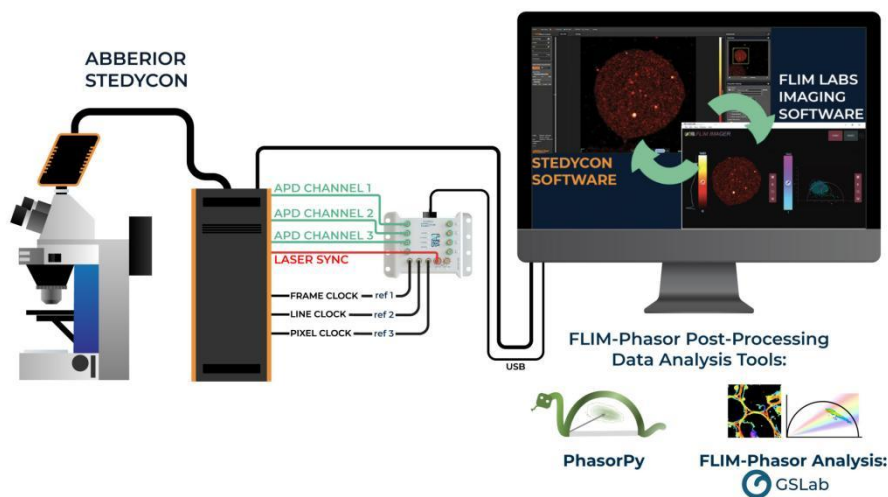 ABBERIOR
STEDYCON
APD CHANNEL 1
APD CHANNEL 2
APD CHANNEL 3
LASER SYNC
FRAME CLOCK ref 1
LINE CLOCK ref 2
PIXEL CLOCK ref 3
USB
FLIM LABS
IMAGING
SOFTWARE
STEDYCON
SOFTWARE
FLIM IMAGER
FLIM-Phasor Post-Processing
Data Analysis Tools:
PhasorPy
FLIM-Phasor Analysis:
GSLab